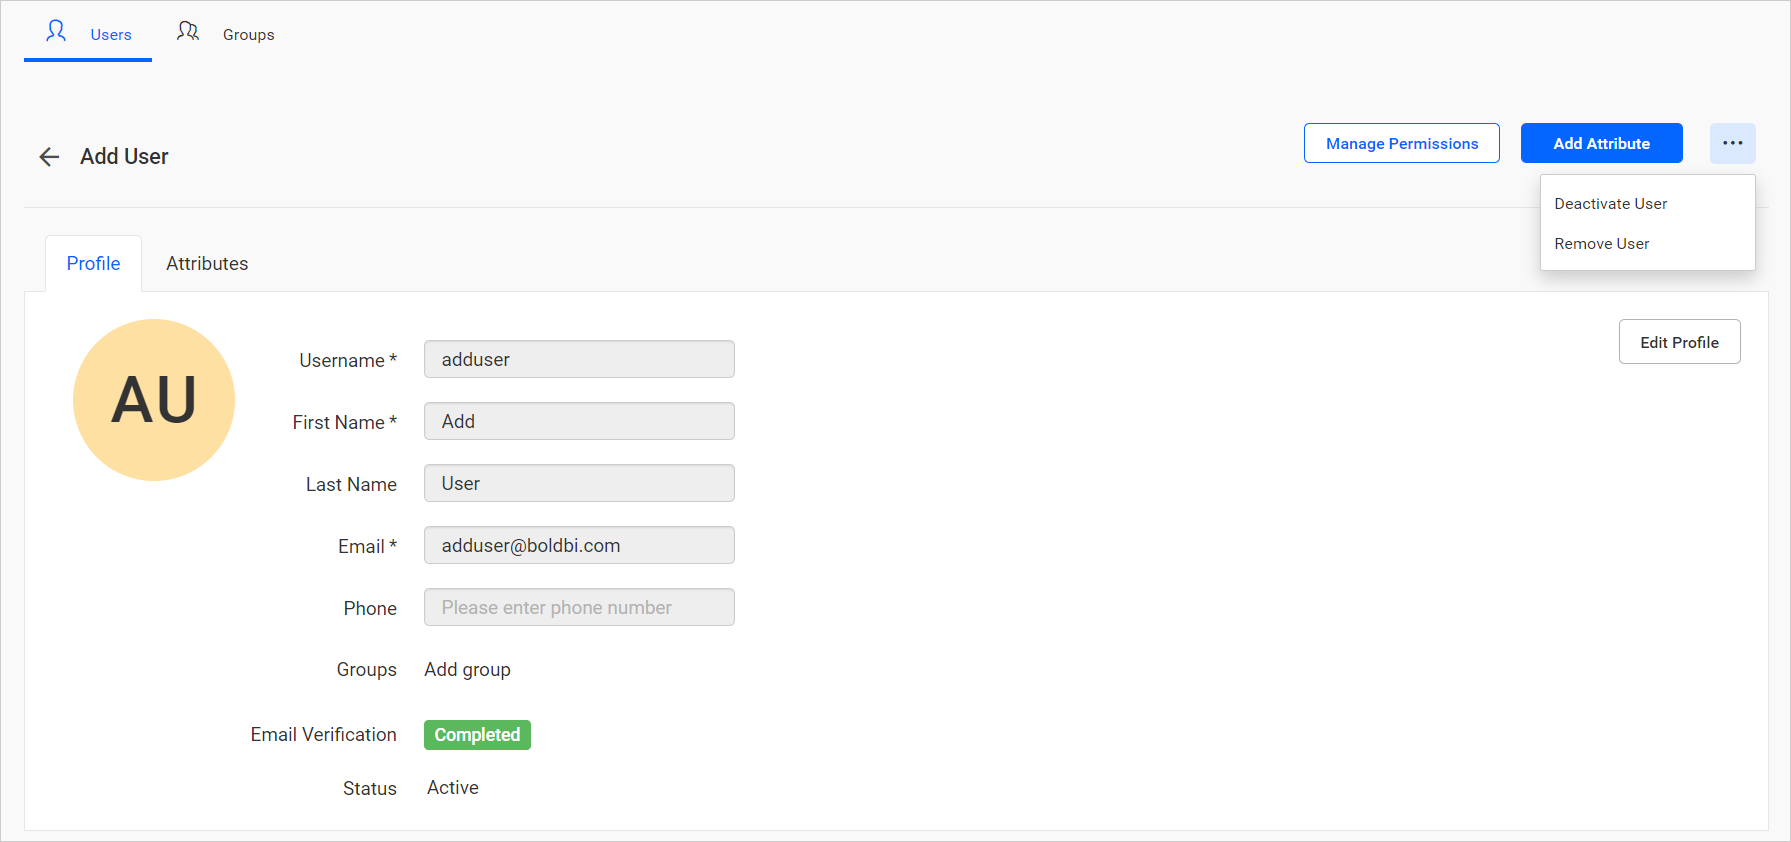 Users Groups
Add User
Manage Permissions Add Attribute ...
Deactivate User
Remove User
Profile Attributes
AU
Edit Profile
Username * adduser
First Name * Add
Last Name User
Email * adduser@boldbi.com
Phone Please enter phone number
Groups Add group
Email Verification Completed
Status Active